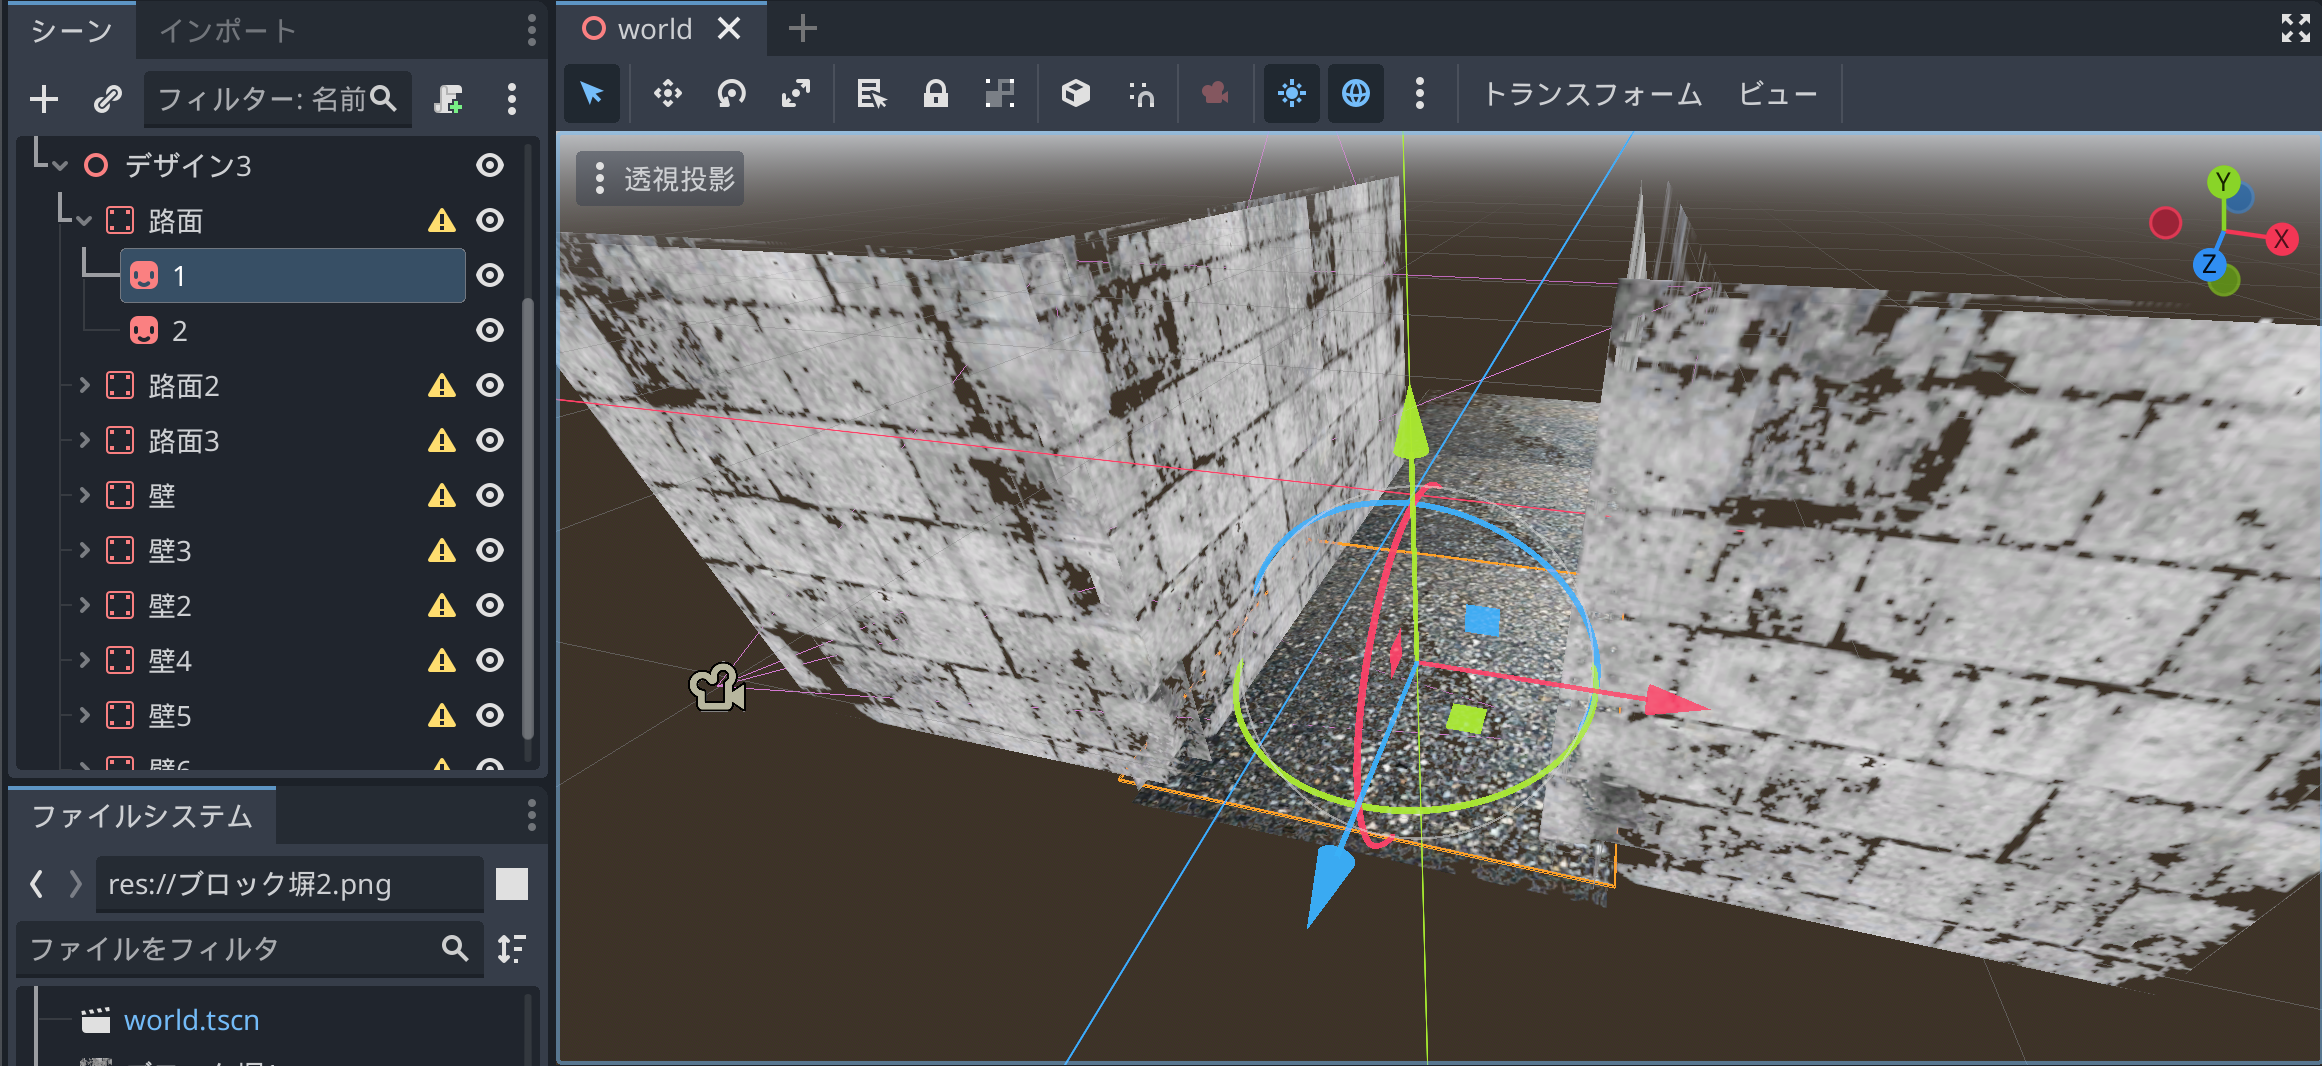 シーン
インポート
world
フィルター: 名前
トランスフォーム
ビュー
透視投影
Y
X
Z
デザイン3
路面
1
2
路面2
路面3
壁
壁3
壁2
壁4
壁5
壁6
ファイルシステム
res://ブロック塀2.png
ファイルをフィルタ
world.tscn